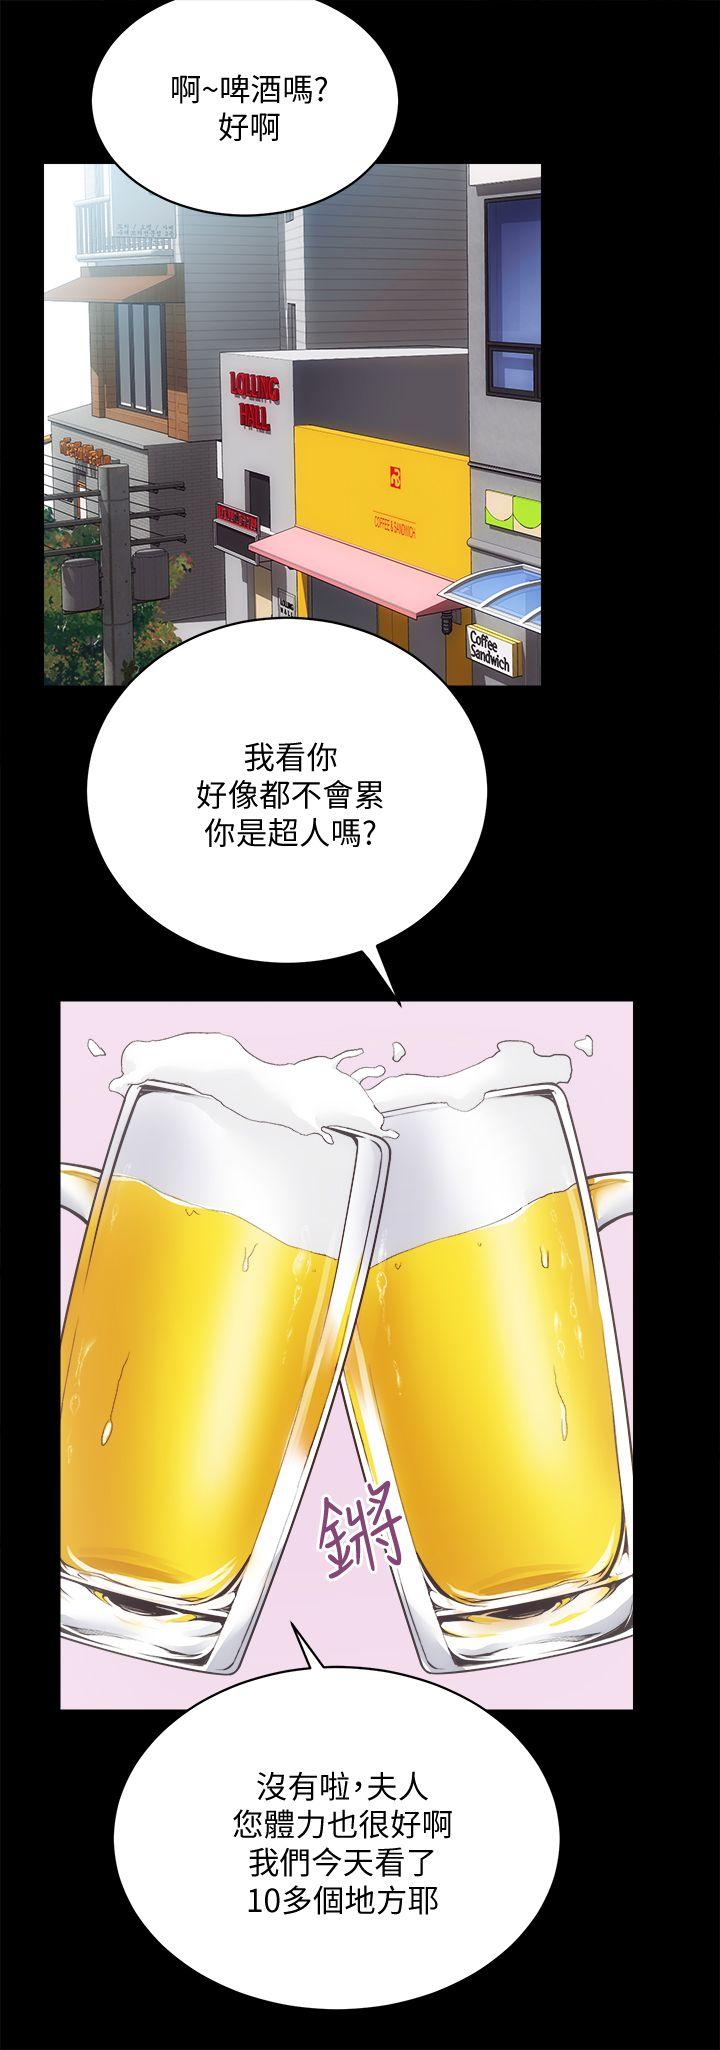 啊~啤酒嗎?
好啊
LOLLING
HALL
COFFEE & SANDWICH
LOLLING
HALL
Coffee
Sandwich
我看你
好像都不會累
你是超人嗎?
鏘
沒有啦,夫人
您體力也很好啊
我們今天看了
10多個地方耶